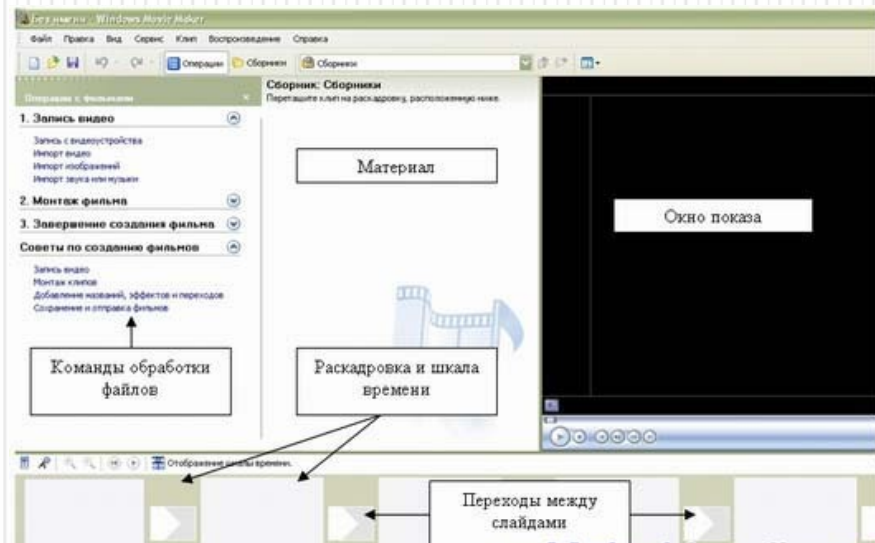 Без имени - Windows Movie Maker
Файл Правка Вид Сервис Клип Воспроизведение Справка
Операции Сборники Сборники
Операции с фильмами
Сборник: Сборники
Перетащите клип на раскадровку, расположенную ниже.
1. Запись видео
Запись с видеоустройства
Импорт видео
Импорт изображений
Импорт звука или музыки
2. Монтаж фильма
3. Завершение создания фильма
Советы по созданию фильмов
Запись видео
Монтаж клипов
Добавление названий, эффектов и переходов
Сохранение и отправка фильмов
Материал
Окно показа
Команды обработки
файлов
Раскадровка и шкала
времени
Отображение шкалы времени.
Переходы между
слайдами